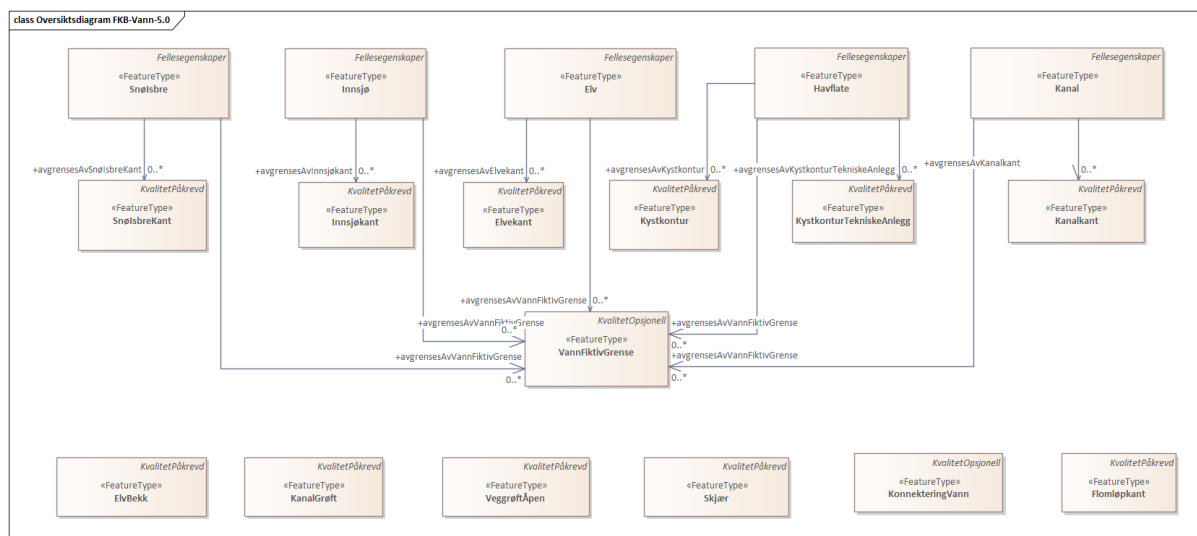 class Oversiktsdiagram FKB-Vann-5.0
Fellesegenskaper
«FeatureType»
SnøIsbre
Fellesegenskaper
«FeatureType»
Innsjø
Fellesegenskaper
«FeatureType»
Elv
Fellesegenskaper
«FeatureType»
Havflate
Fellesegenskaper
«FeatureType»
Kanal
+avgrensesAvSnøIsbreKant 0..*
+avgrensesAvInnsjøkant 0..*
+avgrensesAvElvekant 0..*
+avgrensesAvKystkontur 0..*
+avgrensesAvKystkonturTekniskeAnlegg 0..*
+avgrensesAvKanalkant
0..*
KvalitetPåkrevd
«FeatureType»
SnøIsbreKant
KvalitetPåkrevd
«FeatureType»
Innsjøkant
KvalitetPåkrevd
«FeatureType»
Elvekant
KvalitetPåkrevd
«FeatureType»
Kystkontur
KvalitetPåkrevd
«FeatureType»
KystkonturTekniskeAnlegg
KvalitetPåkrevd
«FeatureType»
Kanalkant
+avgrensesAvVannFiktivGrense 0..*
+avgrensesAvVannFiktivGrense
0..*
+avgrensesAvVannFiktivGrense
0..*
+avgrensesAvVannFiktivGrense
0..*
+avgrensesAvVannFiktivGrense
0..*
KvalitetOpsjonell
«FeatureType»
VannFiktivGrense
KvalitetPåkrevd
«FeatureType»
ElvBekk
KvalitetPåkrevd
«FeatureType»
KanalGrøft
KvalitetPåkrevd
«FeatureType»
VeggrøftÅpen
KvalitetPåkrevd
«FeatureType»
Skjær
KvalitetOpsjonell
«FeatureType»
KonnekteringVann
KvalitetPåkrevd
«FeatureType»
Flomløpkant